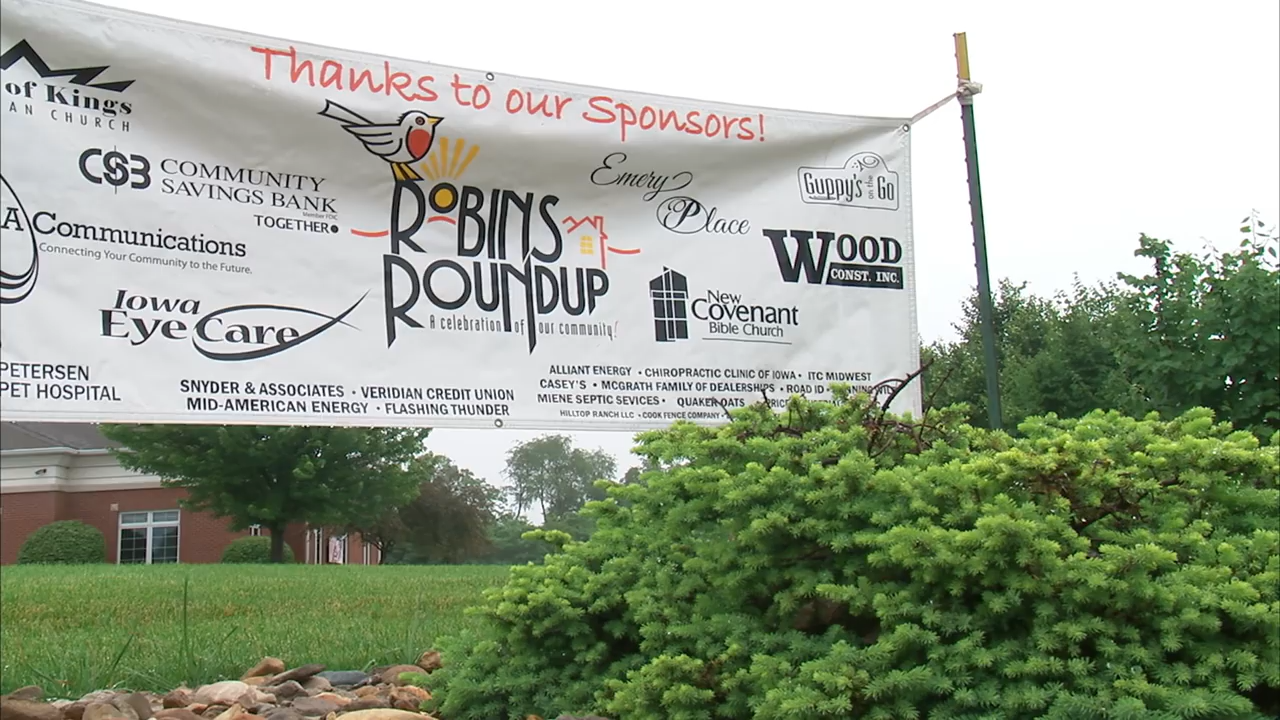 Thanks to our Sponsors!
of Kings
AN CHURCH
CSB COMMUNITY
SAVINGS BANK
Member FDIC
TOGETHER
A Communications
Connecting Your Community to the Future.
Iowa
EyeCare
PETERSEN
PET HOSPITAL
ROBINS
ROUNDUP
A celebration of our community!
Emery
Place
Guppy's
on the
Go
WOOD
CONST. INC.
New
Covenant
Bible Church
SNYDER & ASSOCIATES • VERIDIAN CREDIT UNION
MID-AMERICAN ENERGY • FLASHING THUNDER
ALLIANT ENERGY • CHIROPRACTIC CLINIC OF IOWA • ITC MIDWEST
CASEY'S • MCGRATH FAMILY OF DEALERSHIPS • ROAD ID •
MIENE SEPTIC SEVICES • QUAKER OATS
HILLTOP RANCH LLC • COOK FENCE COMPANY •